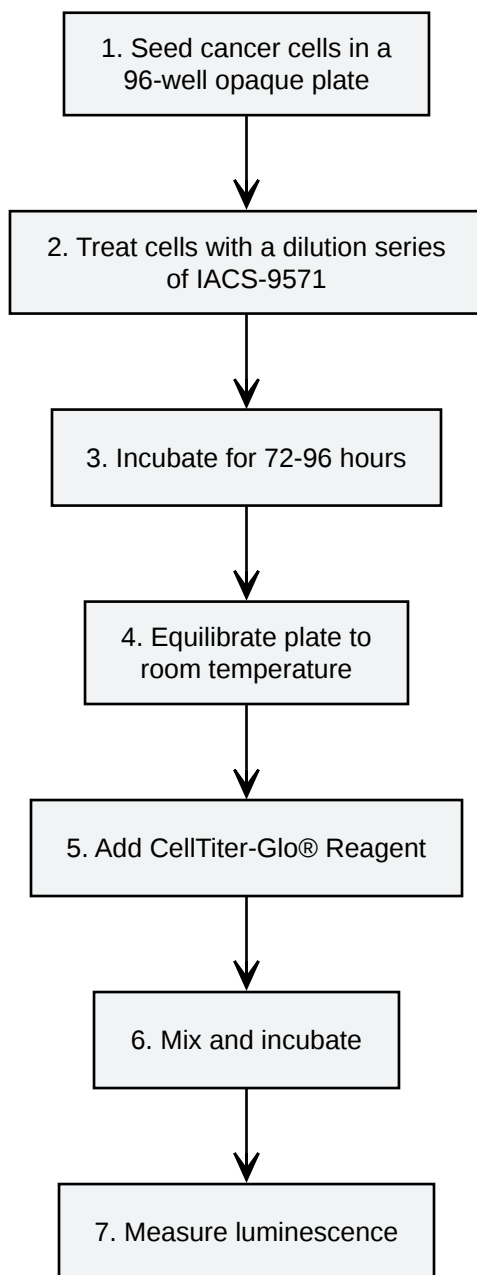 1. Seed cancer cells in a
96-well opaque plate
2. Treat cells with a dilution series
of IACS-9571
3. Incubate for 72-96 hours
4. Equilibrate plate to
room temperature
5. Add CellTiter-Glo® Reagent
6. Mix and incubate
7. Measure luminescence